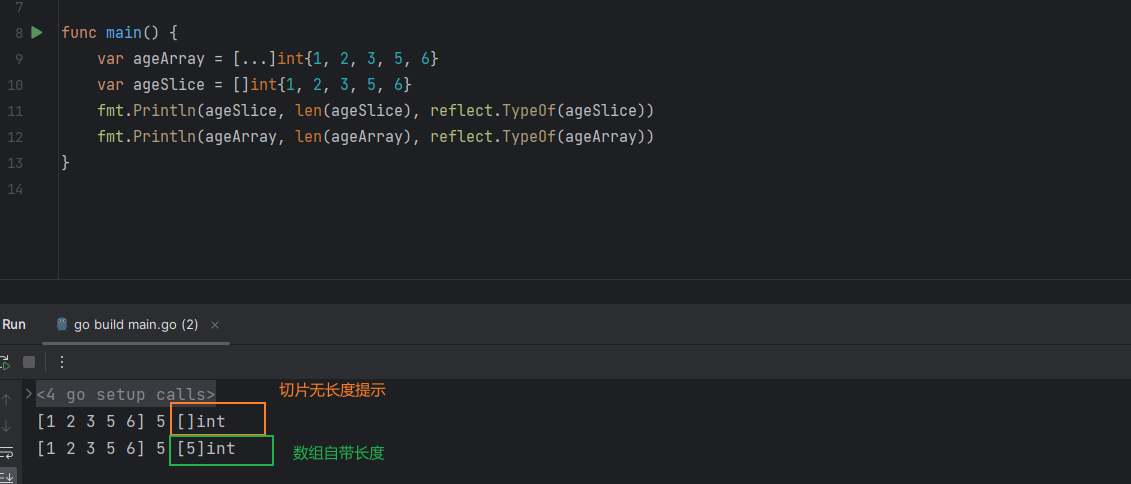 7
8 func main() {
9 var ageArray = [...]int{1, 2, 3, 5, 6}
10 var ageSlice = []int{1, 2, 3, 5, 6}
11 fmt.Println(ageSlice, len(ageSlice), reflect.TypeOf(ageSlice))
12 fmt.Println(ageArray, len(ageArray), reflect.TypeOf(ageArray))
13 }
14
Run go build main.go (2) ×
<4 go setup calls>
切片无长度提示
[1 2 3 5 6] 5 []int
[1 2 3 5 6] 5 [5]int
数组自带长度